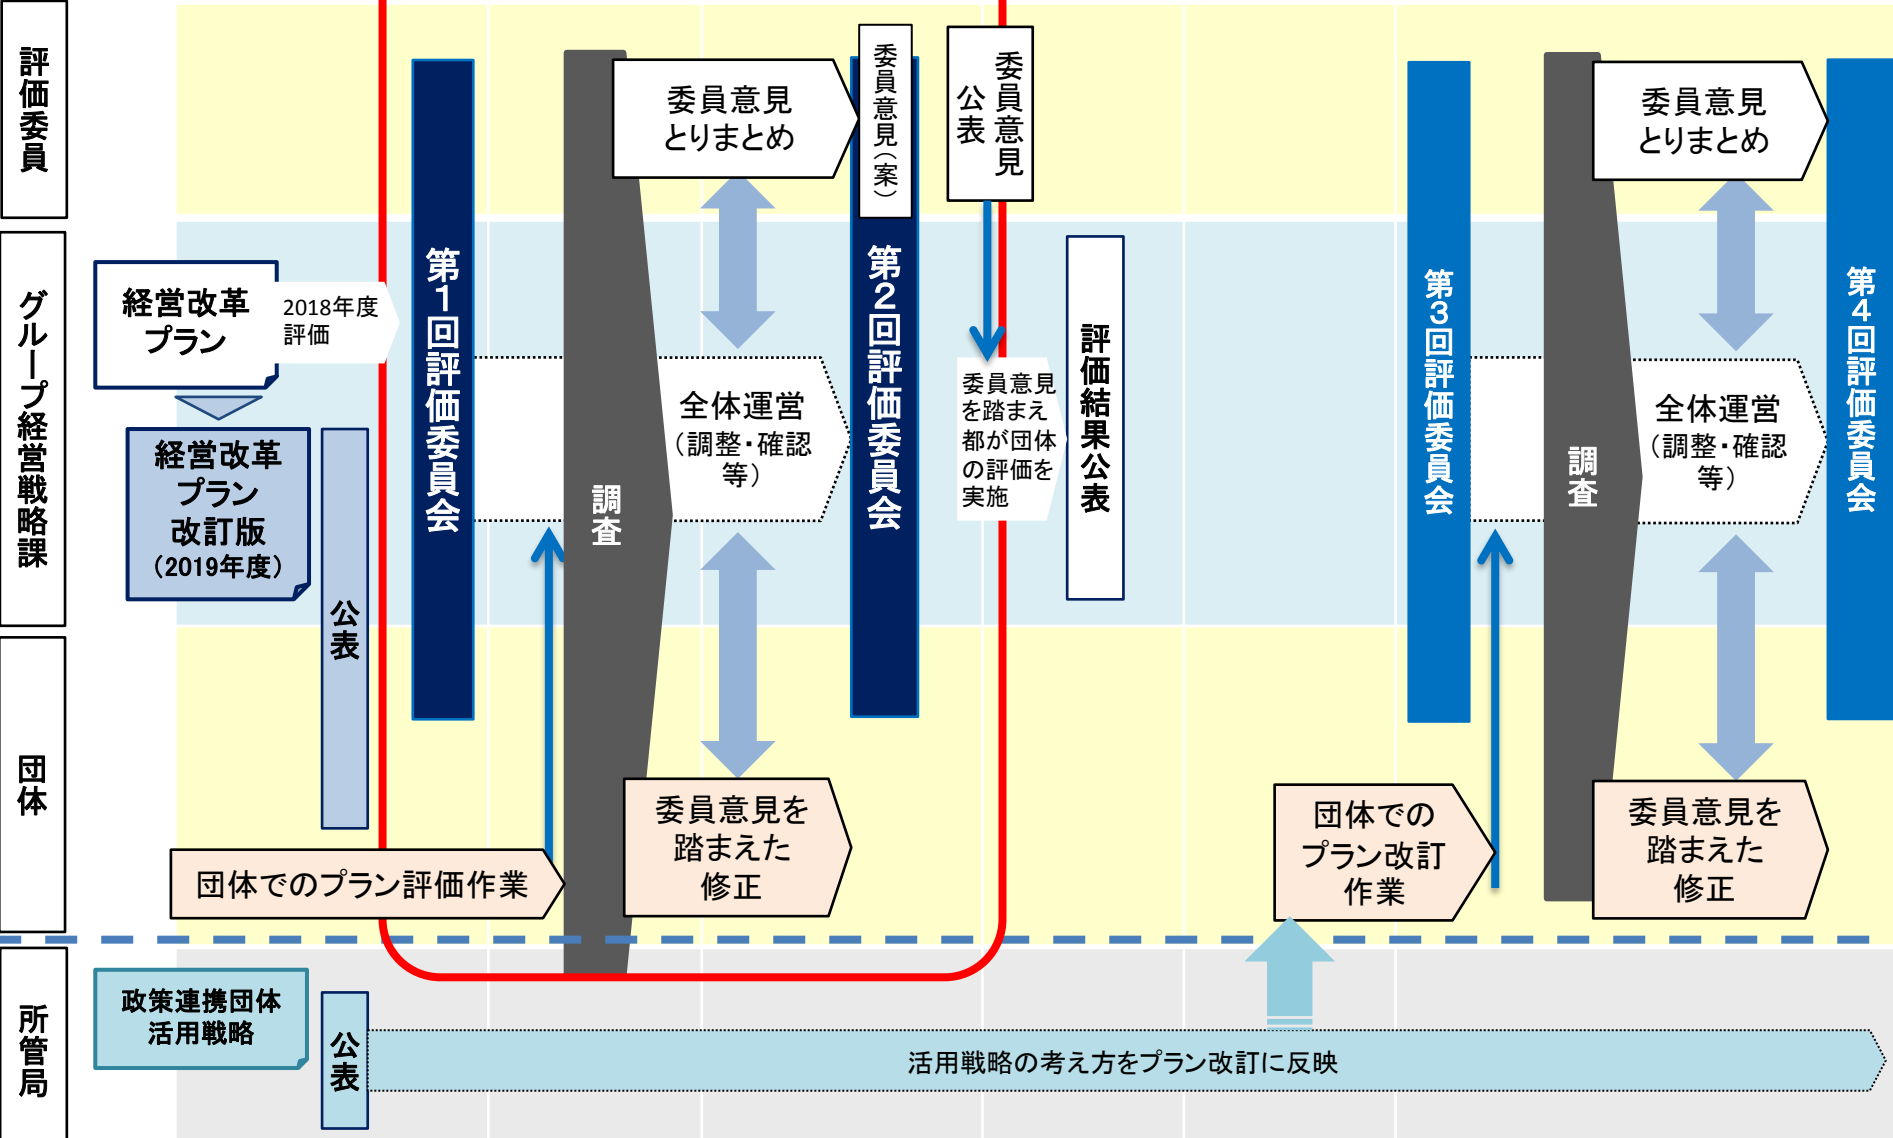 評価委員
委員意見
とりまとめ
委員意見（案）
委員意見
公表
委員意見
とりまとめ
グループ経営戦略課
経営改革
プラン
2018年度
評価
経営改革
プラン
改訂版
（2019年度）
公表
第1回評価委員会
調査
全体運営
（調整・確認
等）
第2回評価委員会
委員意見
を踏まえ
都が団体
の評価を
実施
評価結果公表
第3回評価委員会
調査
全体運営
（調整・確認
等）
第4回評価委員会
団体
団体でのプラン評価作業
委員意見を
踏まえた
修正
団体での
プラン改訂
作業
委員意見を
踏まえた
修正
所管局
政策連携団体
活用戦略
公表
活用戦略の考え方をプラン改訂に反映